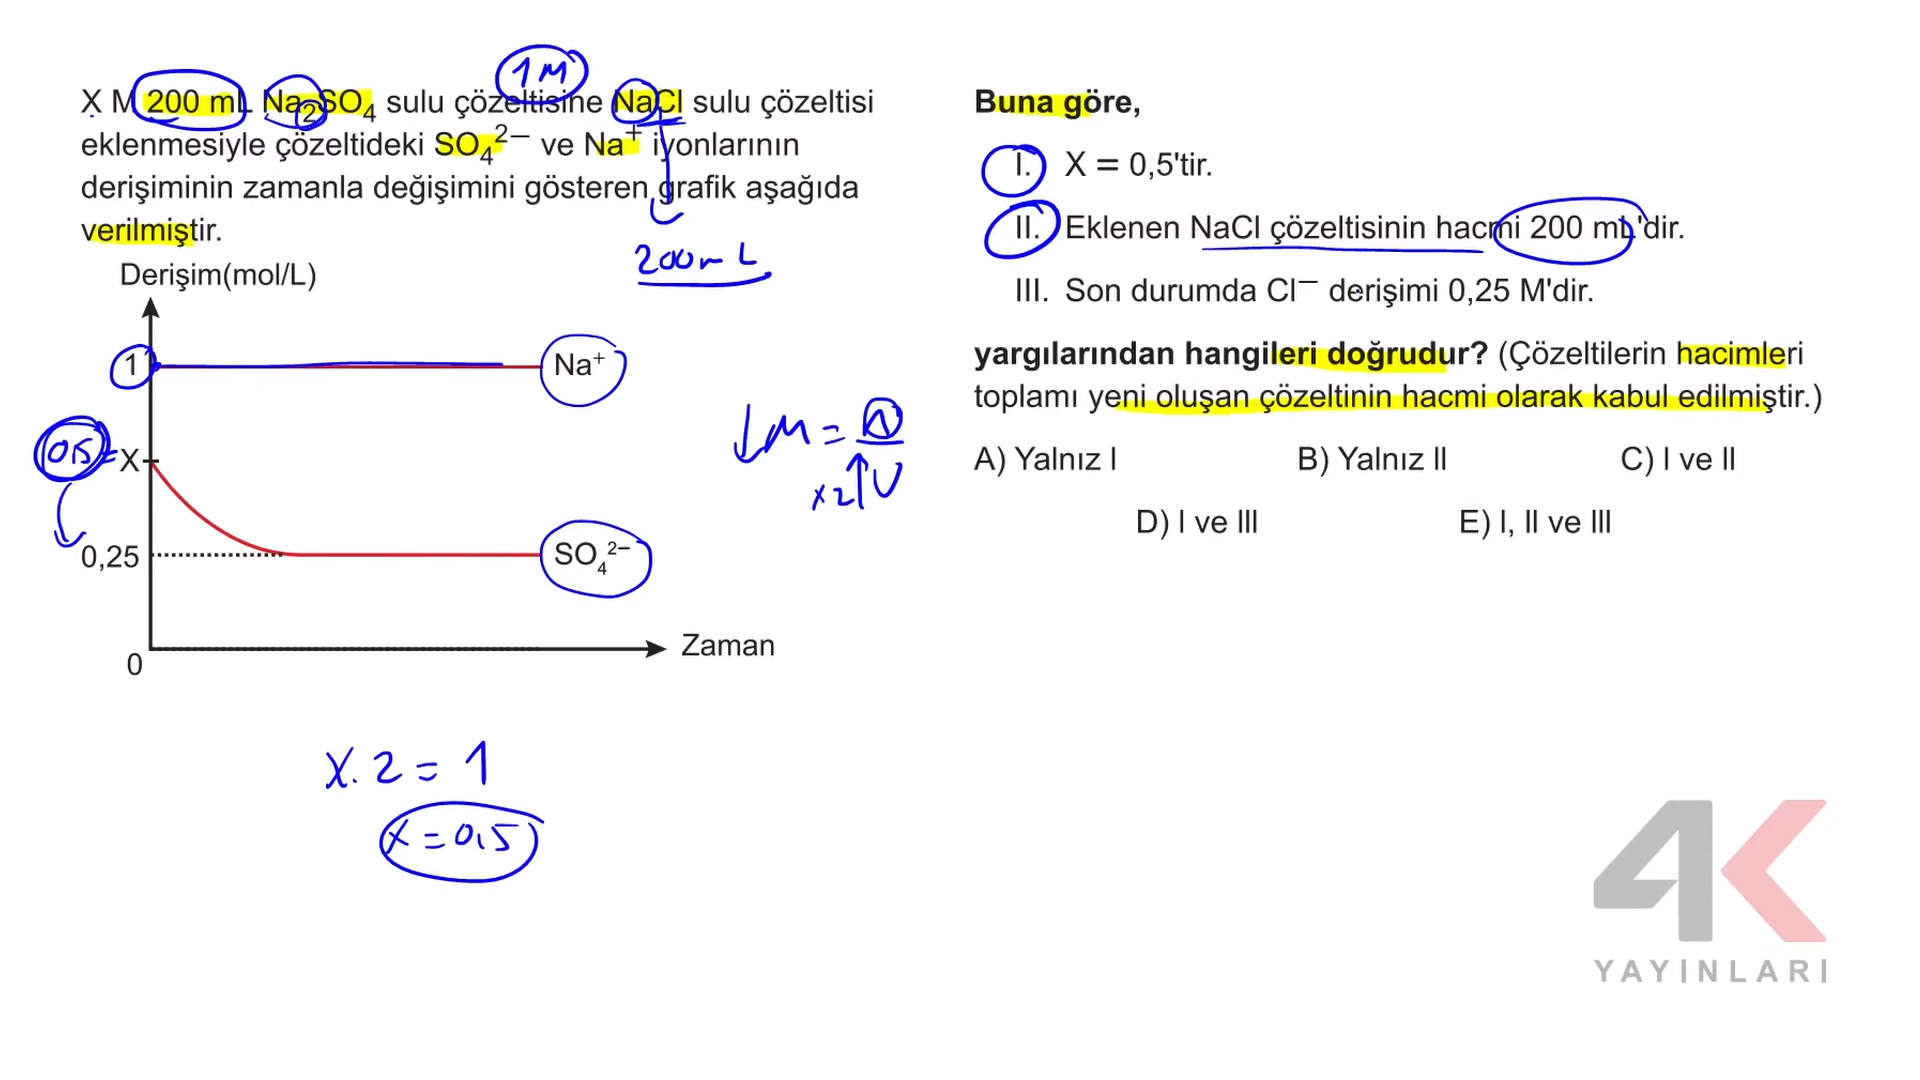 1 M
X M 200 mL Na2SO4 sulu çözeltisine NaCl sulu çözeltisi
eklenmesiyle çözeltideki SO4^2− ve Na+ iyonlarının
derişiminin zamanla değişimini gösteren grafik aşağıda
verilmiştir.
200 mL
Derişim(mol/L)
1
Na+
0,5 = X
0,25
SO4^2−
0
Zaman
M = n
x2 V
X . 2 = 1
x = 0,5
Buna göre,
I. X = 0,5'tir.
II. Eklenen NaCl çözeltisinin hacmi 200 mL'dir.
III. Son durumda Cl− derişimi 0,25 M'dir.
yargılarından hangileri doğrudur? (Çözeltilerin hacimleri
toplamı yeni oluşan çözeltinin hacmi olarak kabul edilmiştir.)
A) Yalnız I B) Yalnız II C) I ve II
D) I ve III E) I, II ve III
4K
YAYINLARI